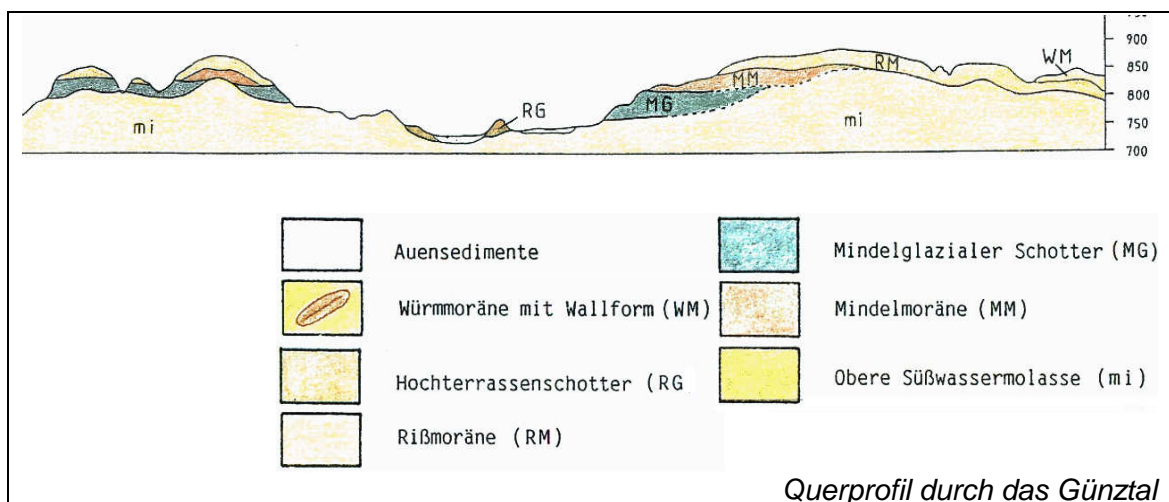 900
850
800
750
700
WM
RM
MM
MG
RG
mi
mi
Auensedimente
Würmmoräne mit Wallform (WM)
Hochterrassenschotter (RG
Rißmoräne (RM)
Mindelglazialer Schotter (MG)
Mindelmoräne (MM)
Obere Süßwassermolasse (mi)
Querprofil durch das Günztal